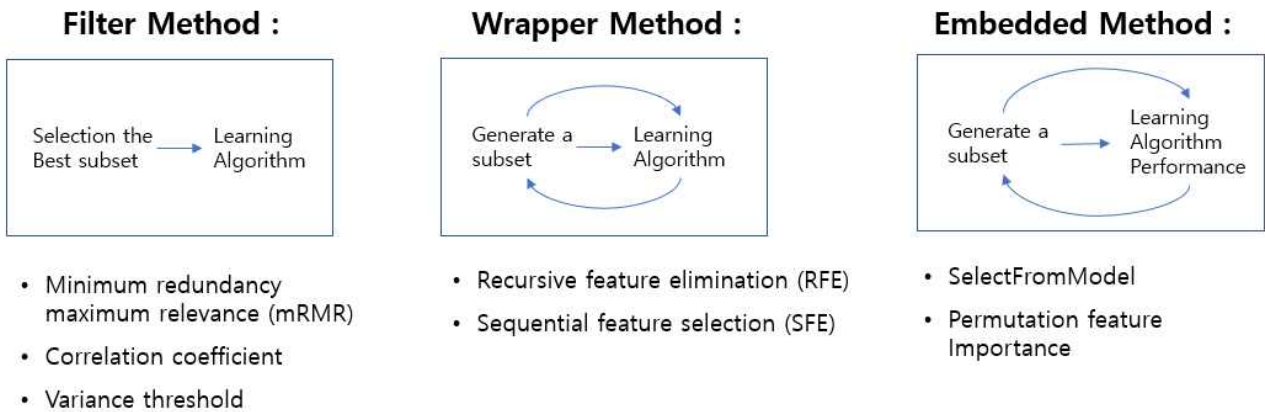 Filter Method :
Selection the
Best subset
Learning
Algorithm
• Minimum redundancy
maximum relevance (mRMR)
• Correlation coefficient
• Variance threshold
Wrapper Method :
Generate a
subset
Learning
Algorithm
• Recursive feature elimination (RFE)
• Sequential feature selection (SFE)
Embedded Method :
Generate a
subset
Learning
Algorithm
Performance
• SelectFromModel
• Permutation feature
Importance